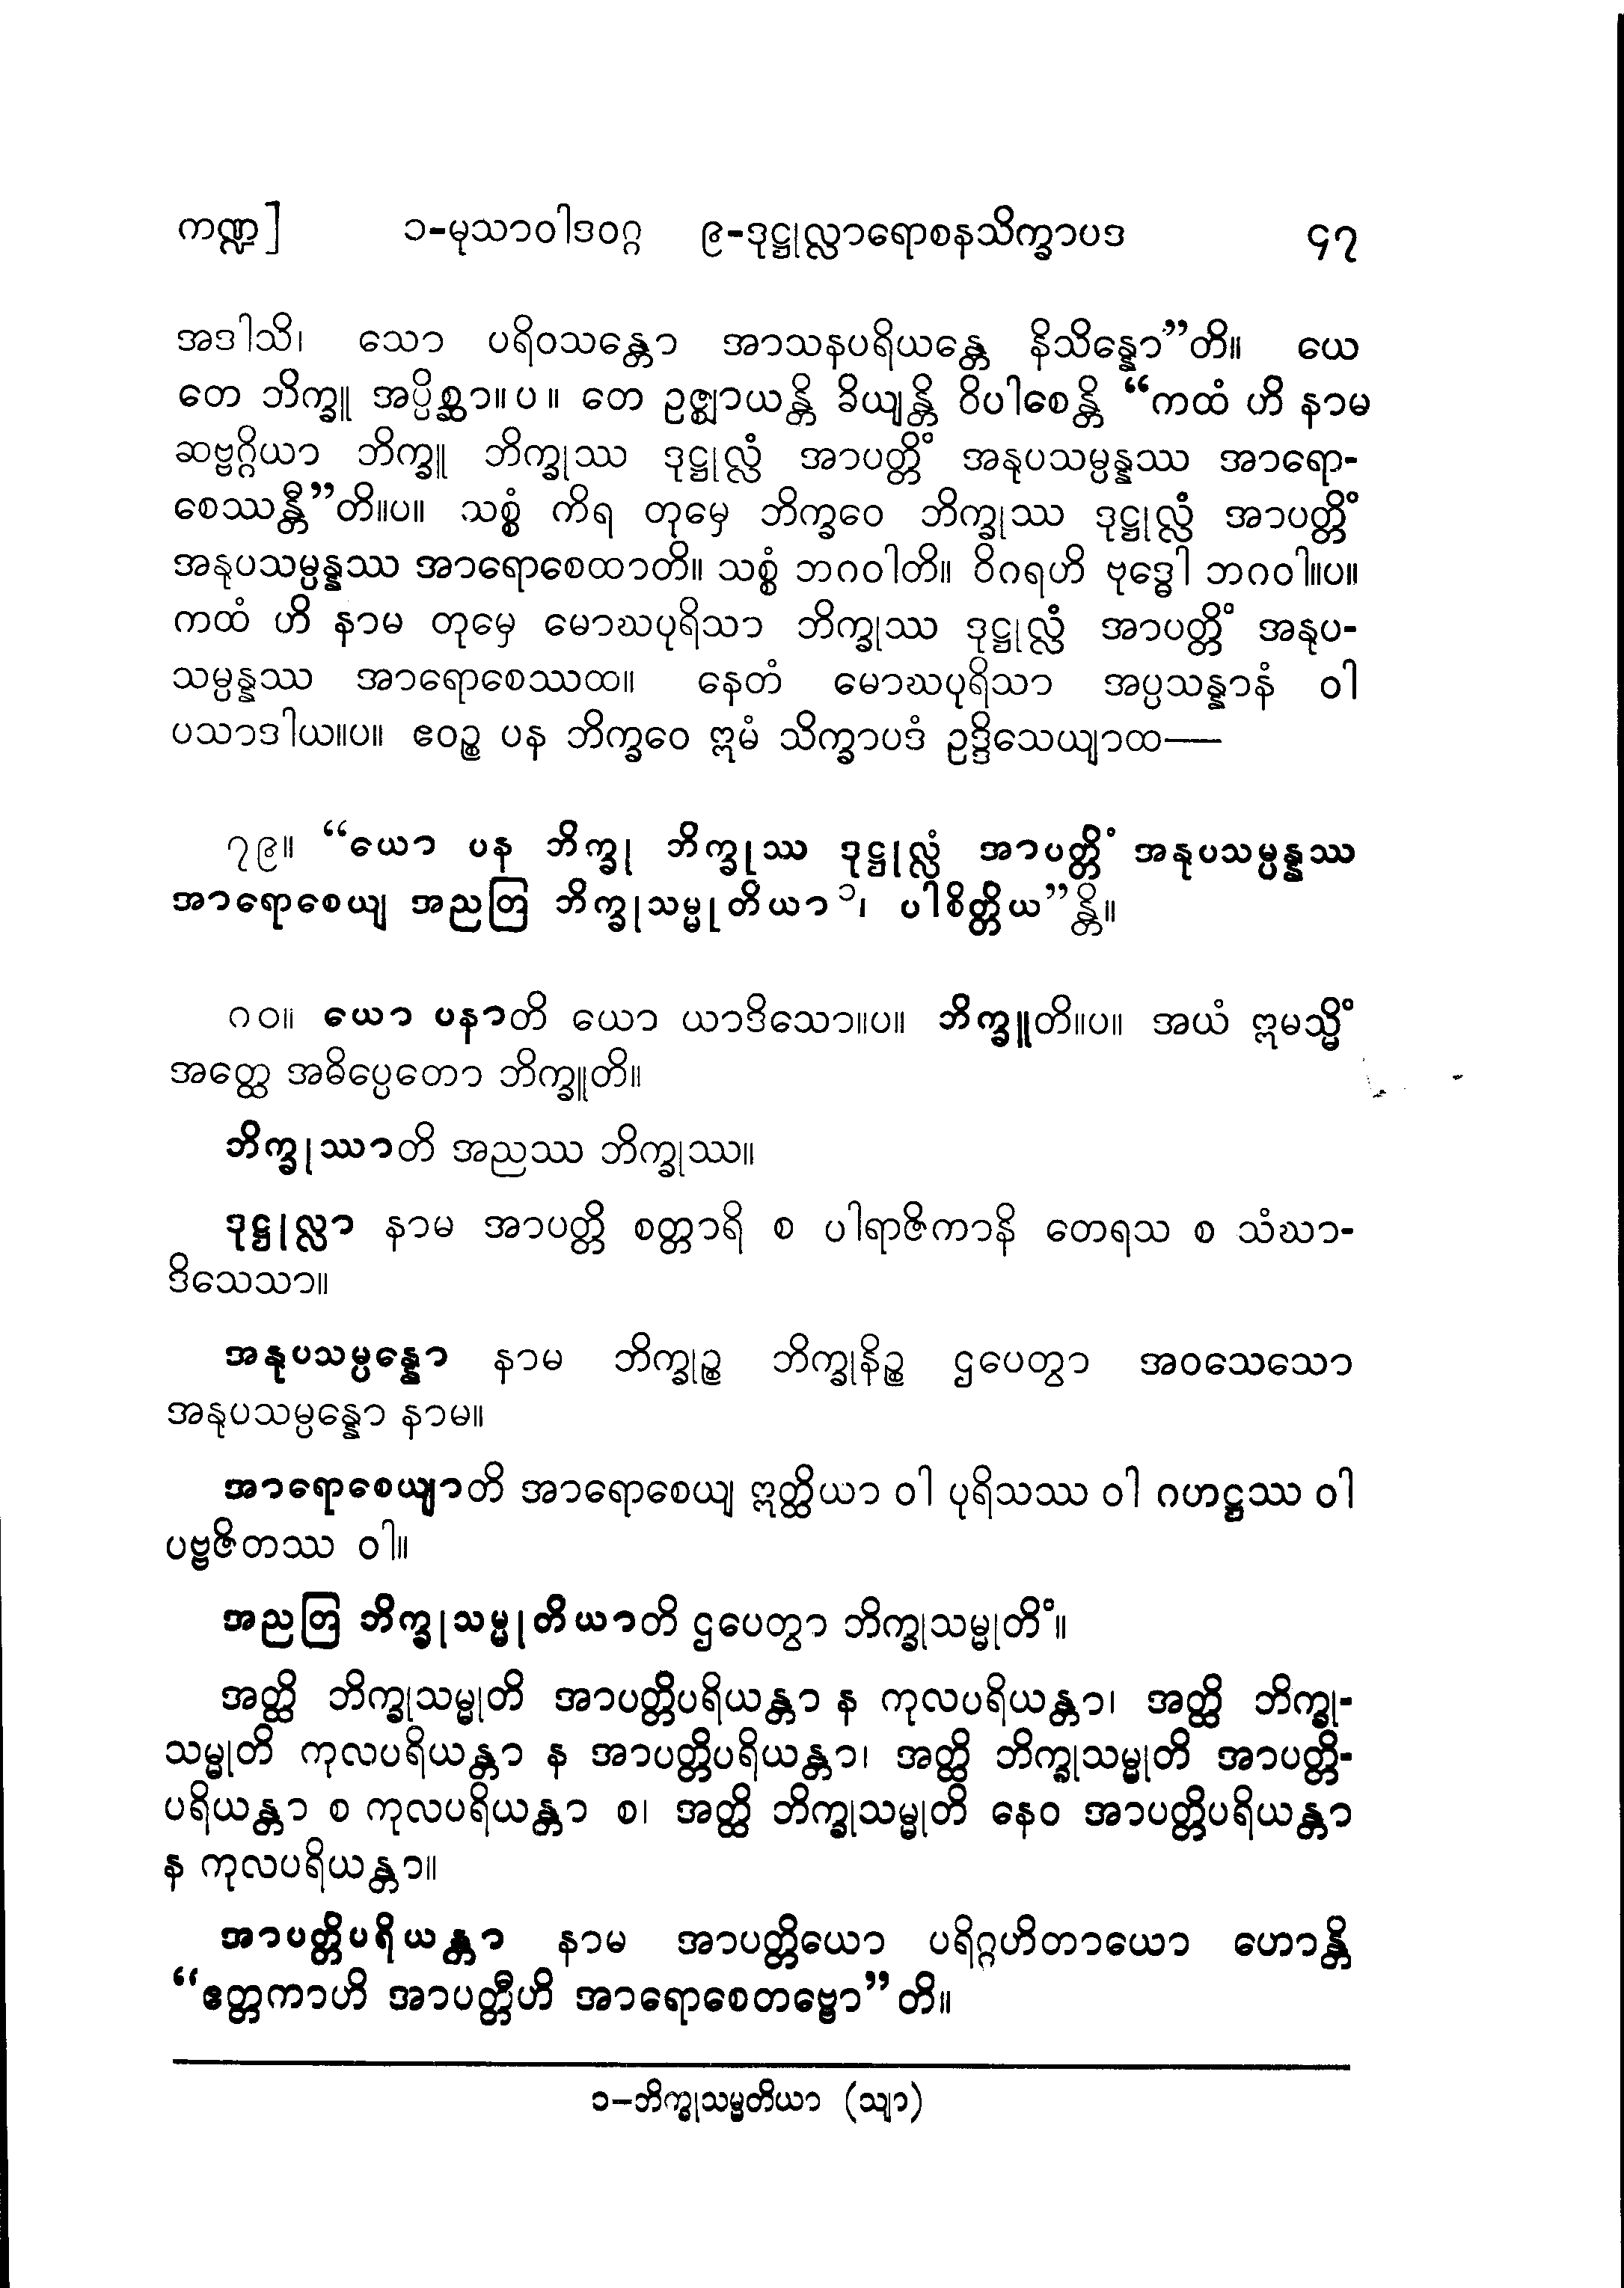 ကဏ္ဍ] ၁-မုသာဝါဒဝဂ္ဂ ၉-ဒုဋ္ဌုလ္လာရောစနသိက္ခာပဒ ၄၇
အဒါသိ၊ သော ပရိဝသန္တော အာသနပရိယန္တေ နိသိန္နော”တိ။ ယေ
တေ ဘိက္ခူ အပ္ပိစ္ဆာ။ပ။ တေ ဥဇ္ဈာယန္တိ ခိယျန္တိ ဝိပါစေန္တိ “ကထံ ဟိ နာမ
ဆဗ္ဗဂ္ဂိယာ ဘိက္ခူ ဘိက္ခုဿ ဒုဋ္ဌုလ္လံ အာပတ္တိံ အနုပသမ္ပန္နဿ အာရော-
စေဿန္တီ”တိ။ပ။ သစ္စံ ကိရ တုမှေ ဘိက္ခဝေ ဘိက္ခုဿ ဒုဋ္ဌုလ္လံ အာပတ္တိံ
အနုပသမ္ပန္နဿ အာရောစေထာတိ။ သစ္စံ ဘဂဝါတိ။ ဝိဂရဟိ ဗုဒ္ဓေါ ဘဂဝါ။ပ။
ကထံ ဟိ နာမ တုမှေ မောဃပုရိသာ ဘိက္ခုဿ ဒုဋ္ဌုလ္လံ အာပတ္တိံ အနုပ-
သမ္ပန္နဿ အာရောစေဿထ။ နေတံ မောဃပုရိသာ အပ္ပသန္နာနံ ဝါ
ပသာဒါယ။ပ။ ဧဝဉ္စ ပန ဘိက္ခဝေ ဣမံ သိက္ခာပဒံ ဥဒ္ဒိသေယျာထ—
၇၉။ “ယော ပန ဘိက္ခု ဘိက္ခုဿ ဒုဋ္ဌုလ္လံ အာပတ္တိံ အနုပသမ္ပန္နဿ
အာရောစေယျ အညတြ ဘိက္ခုသမ္မုတိယာ ၁၊ ပါစိတ္တိယ”န္တိ။
၈၀။ ယော ပနာတိ ယော ယာဒိသော။ပ။ ဘိက္ခူတိ။ပ။ အယံ ဣမသ္မိံ
အတ္ထေ အဓိပ္ပေတော ဘိက္ခူတိ။
ဘိက္ခုဿာတိ အညဿ ဘိက္ခုဿ။
ဒုဋ္ဌုလ္လာ နာမ အာပတ္တိ စတ္တာရိ စ ပါရာဇိကာနိ တေရသ စ သံဃာ-
ဒိသေသာ။
အနုပသမ္ပန္နော နာမ ဘိက္ခုဉ္စ ဘိက္ခုနိဉ္စ ဌပေတွာ အဝသေသော
အနုပသမ္ပန္နော နာမ။
အာရောစေယျာတိ အာရောစေယျ ဣတ္ထိယာ ဝါ ပုရိသဿ ဝါ ဂဟဋ္ဌဿ ဝါ
ပဗ္ဗဇိတဿ ဝါ။
အညတြ ဘိက္ခုသမ္မုတိယာတိ ဌပေတွာ ဘိက္ခုသမ္မုတိံ။
အတ္ထိ ဘိက္ခုသမ္မုတိ အာပတ္တိပရိယန္တာ န ကုလပရိယန္တာ၊ အတ္ထိ ဘိက္ခု-
သမ္မုတိ ကုလပရိယန္တာ န အာပတ္တိပရိယန္တာ၊ အတ္ထိ ဘိက္ခုသမ္မုတိ အာပတ္တိ-
ပရိယန္တာ စ ကုလပရိယန္တာ စ၊ အတ္ထိ ဘိက္ခုသမ္မုတိ နေဝ အာပတ္တိပရိယန္တာ
န ကုလပရိယန္တာ။
အာပတ္တိပရိယန္တာ နာမ အာပတ္တိယော ပရိဂ္ဂဟိတာယော ဟောန္တိ
“ဧတ္တကာဟိ အာပတ္တီဟိ အာရောစေတဗ္ဗော”တိ။
၁-ဘိက္ခုသမ္မတိယာ (သျာ)